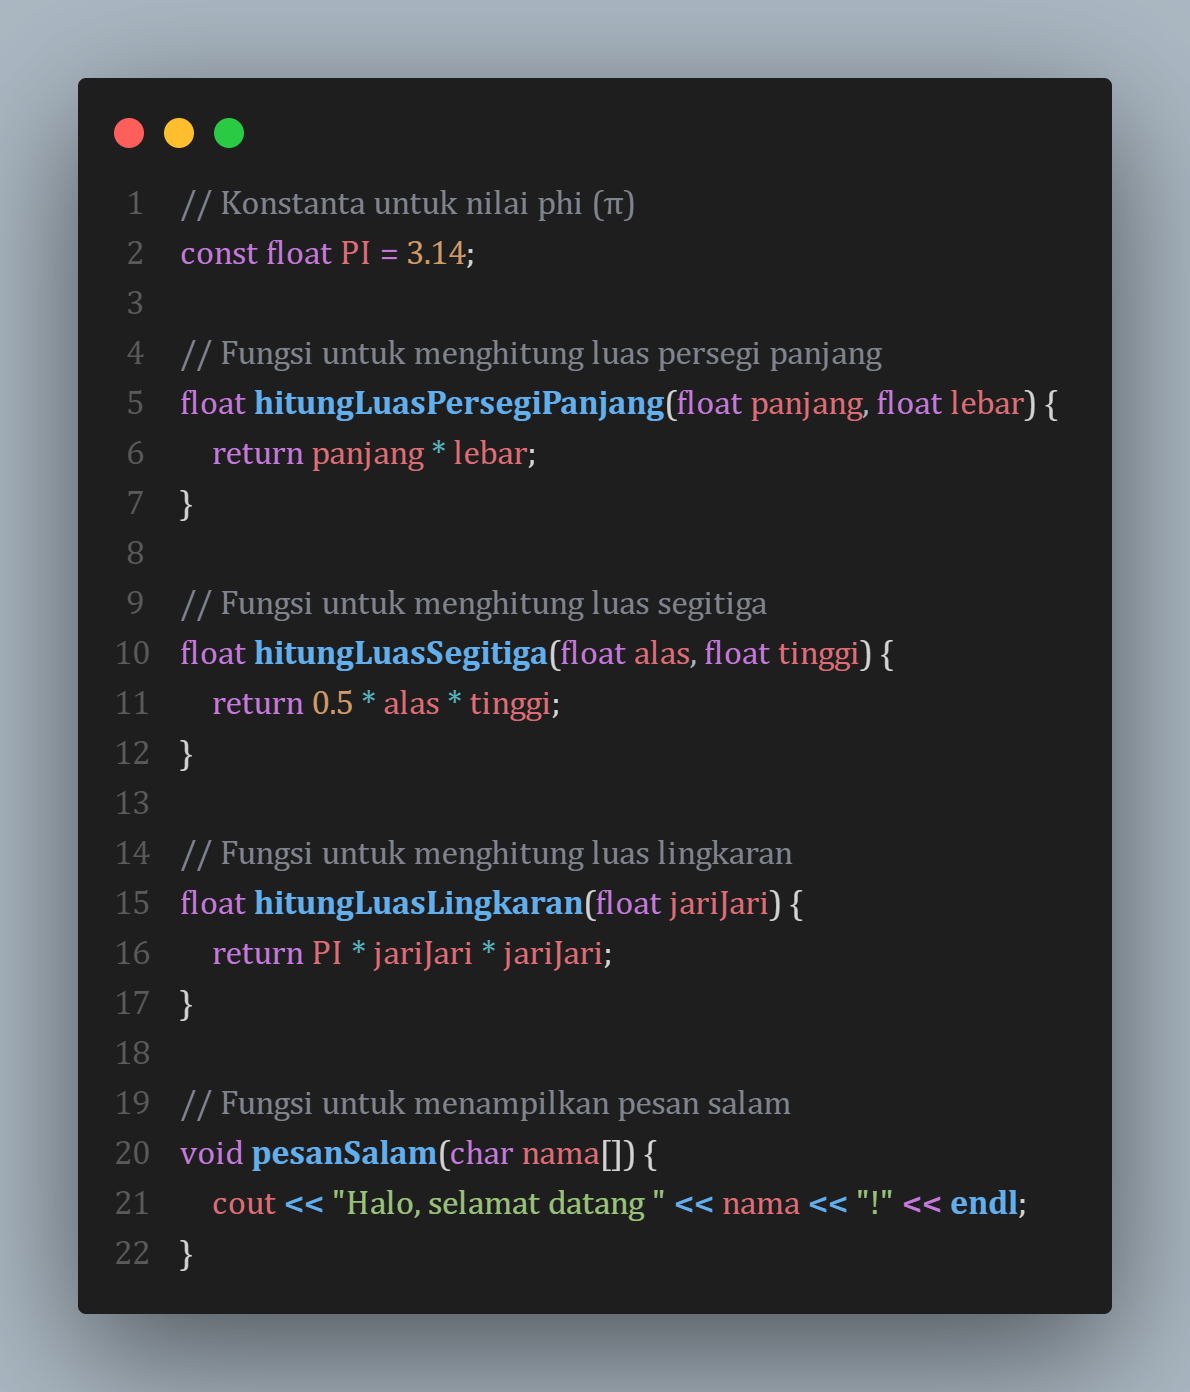 1 // Konstanta untuk nilai phi (π)
2 const float PI = 3.14;
3
4 // Fungsi untuk menghitung luas persegi panjang
5 float hitungLuasPersegiPanjang(float panjang, float lebar) {
6     return panjang * lebar;
7 }
8
9 // Fungsi untuk menghitung luas segitiga
10 float hitungLuasSegitiga(float alas, float tinggi) {
11     return 0.5 * alas * tinggi;
12 }
13
14 // Fungsi untuk menghitung luas lingkaran
15 float hitungLuasLingkaran(float jariJari) {
16     return PI * jariJari * jariJari;
17 }
18
19 // Fungsi untuk menampilkan pesan salam
20 void pesanSalam(char nama[]) {
21     cout << "Halo, selamat datang " << nama << "!" << endl;
22 }